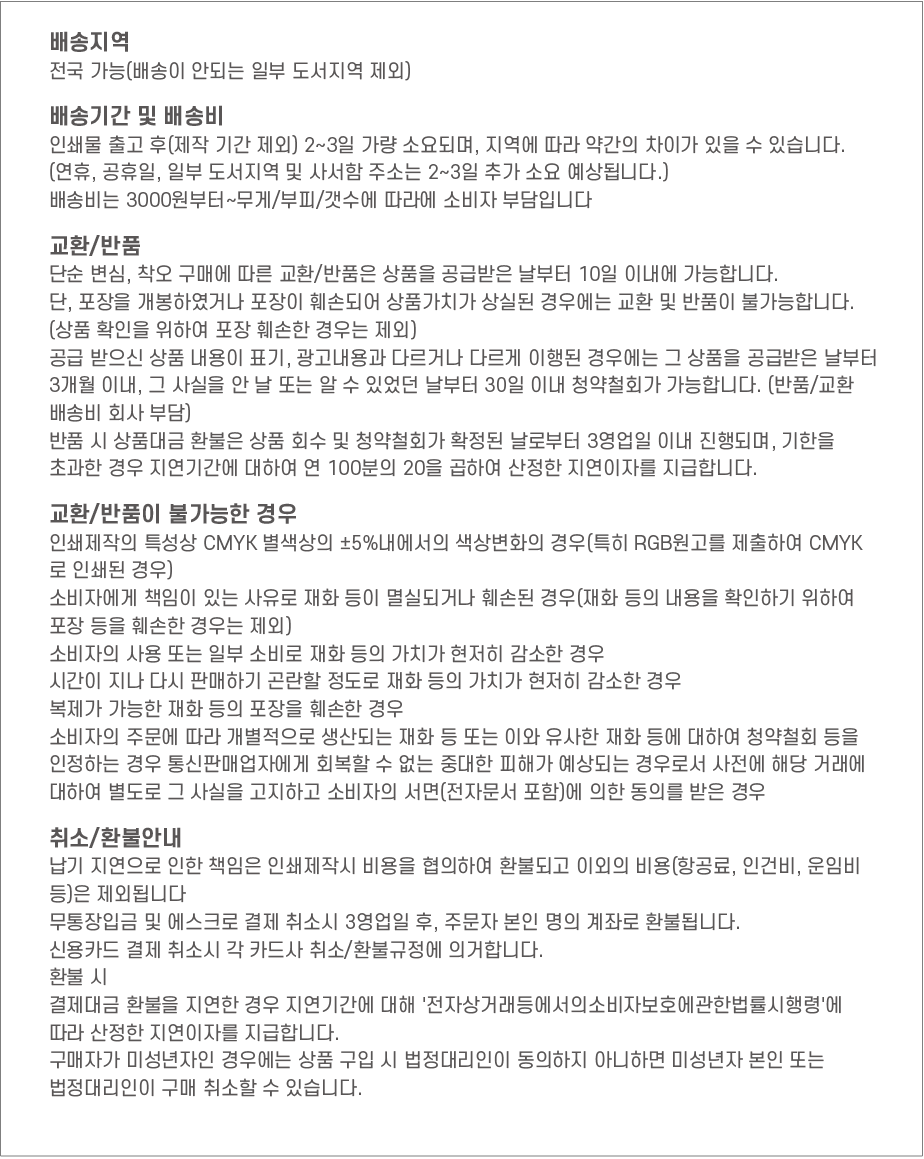 배송지역
전국 가능(배송이 안되는 일부 도서지역 제외)
배송기간 및 배송비
인쇄물 출고 후(제작 기간 제외) 2~3일 가량 소요되며, 지역에 따라 약간의 차이가 있을 수 있습니다.
(연휴, 공휴일, 일부 도서지역 및 사서함 주소는 2~3일 추가 소요 예상됩니다.)
배송비는 3000원부터~무게/부피/갯수에 따라에 소비자 부담입니다
교환/반품
단순 변심, 착오 구매에 따른 교환/반품은 상품을 공급받은 날부터 10일 이내에 가능합니다.
단, 포장을 개봉하였거나 포장이 훼손되어 상품가치가 상실된 경우에는 교환 및 반품이 불가능합니다.
(상품 확인을 위하여 포장 훼손한 경우는 제외)
공급 받으신 상품 내용이 표기, 광고내용과 다르거나 다르게 이행된 경우에는 그 상품을 공급받은 날부터
3개월 이내, 그 사실을 안 날 또는 알 수 있었던 날부터 30일 이내 청약철회가 가능합니다. (반품/교환
배송비 회사 부담)
반품 시 상품대금 환불은 상품 회수 및 청약철회가 확정된 날로부터 3영업일 이내 진행되며, 기한을
초과한 경우 지연기간에 대하여 연 100분의 20을 곱하여 산정한 지연이자를 지급합니다.
교환/반품이 불가능한 경우
인쇄제작의 특성상 CMYK 별색상의 ±5%내에서의 색상변화의 경우(특히 RGB원고를 제출하여 CMYK
로 인쇄된 경우)
소비자에게 책임이 있는 사유로 재화 등이 멸실되거나 훼손된 경우(재화 등의 내용을 확인하기 위하여
포장 등을 훼손한 경우는 제외)
소비자의 사용 또는 일부 소비로 재화 등의 가치가 현저히 감소한 경우
시간이 지나 다시 판매하기 곤란할 정도로 재화 등의 가치가 현저히 감소한 경우
복제가 가능한 재화 등의 포장을 훼손한 경우
소비자의 주문에 따라 개별적으로 생산되는 재화 등 또는 이와 유사한 재화 등에 대하여 청약철회 등을
인정하는 경우 통신판매업자에게 회복할 수 없는 중대한 피해가 예상되는 경우로서 사전에 해당 거래에
대하여 별도로 그 사실을 고지하고 소비자의 서면(전자문서 포함)에 의한 동의를 받은 경우
취소/환불안내
납기 지연으로 인한 책임은 인쇄제작시 비용을 협의하여 환불되고 이외의 비용(항공료, 인건비, 운임비
등)은 제외됩니다
무통장입금 및 에스크로 결제 취소시 3영업일 후, 주문자 본인 명의 계좌로 환불됩니다.
신용카드 결제 취소시 각 카드사 취소/환불규정에 의거합니다.
환불 시
결제대금 환불을 지연한 경우 지연기간에 대해 '전자상거래등에서의소비자보호에관한법률시행령'에
따라 산정한 지연이자를 지급합니다.
구매자가 미성년자인 경우에는 상품 구입 시 법정대리인이 동의하지 아니하면 미성년자 본인 또는
법정대리인이 구매 취소할 수 있습니다.